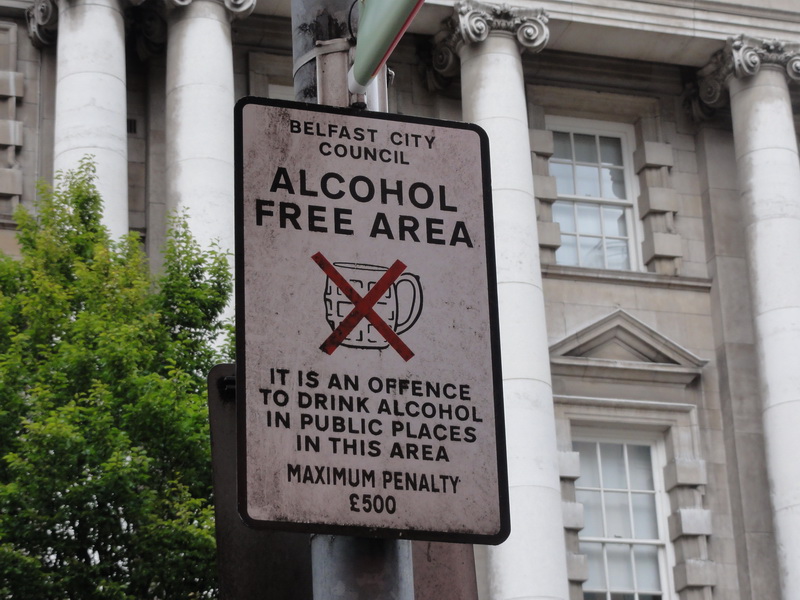 BELFAST CITY
COUNCIL
ALCOHOL
FREE AREA
IT IS AN OFFENCE
TO DRINK ALCOHOL
IN PUBLIC PLACES
IN THIS AREA
MAXIMUM PENALTY
£500